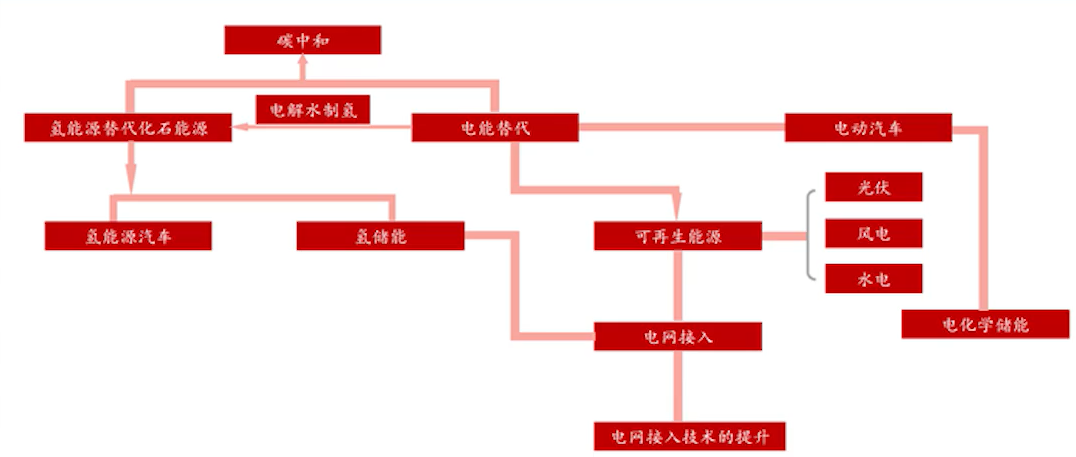 碳中和
电解水制氢
氢能源替代化石能源
电能替代
电动汽车
光伏
氢能源汽车
氢储能
可再生能源
风电
水电
电网接入
电化学储能
电网接入技术的提升